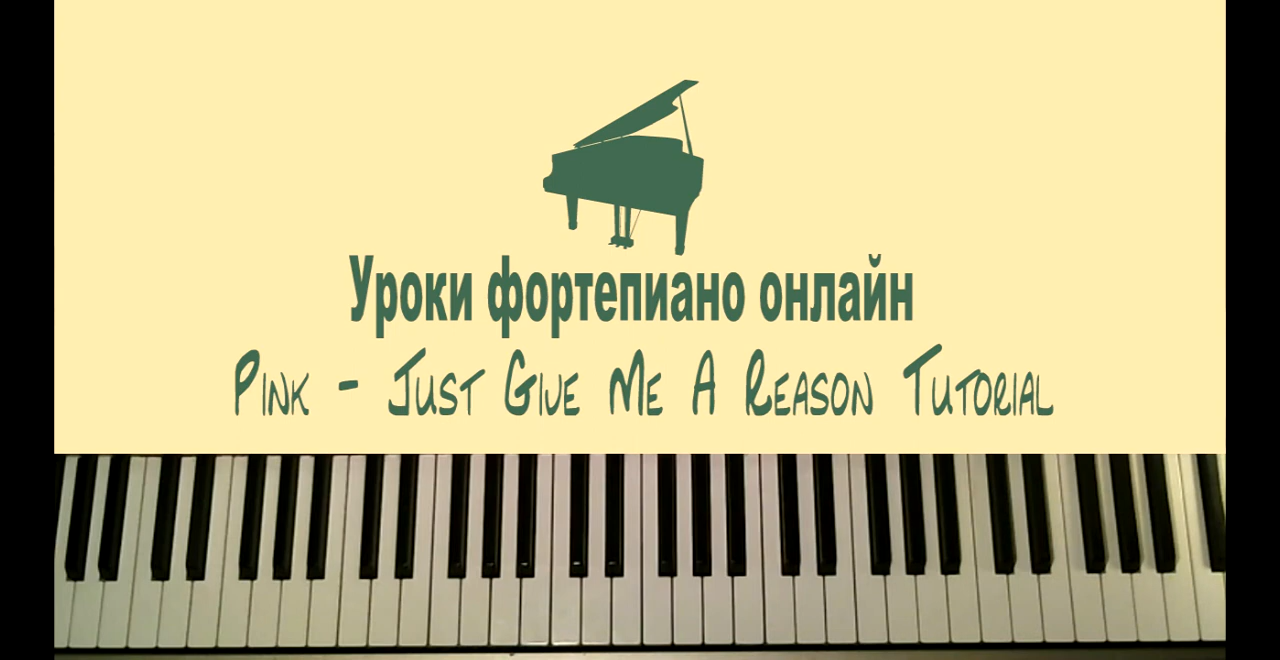 Уроки фортепиано онлайн
Pink - Just Give Me A Reason Tutorial